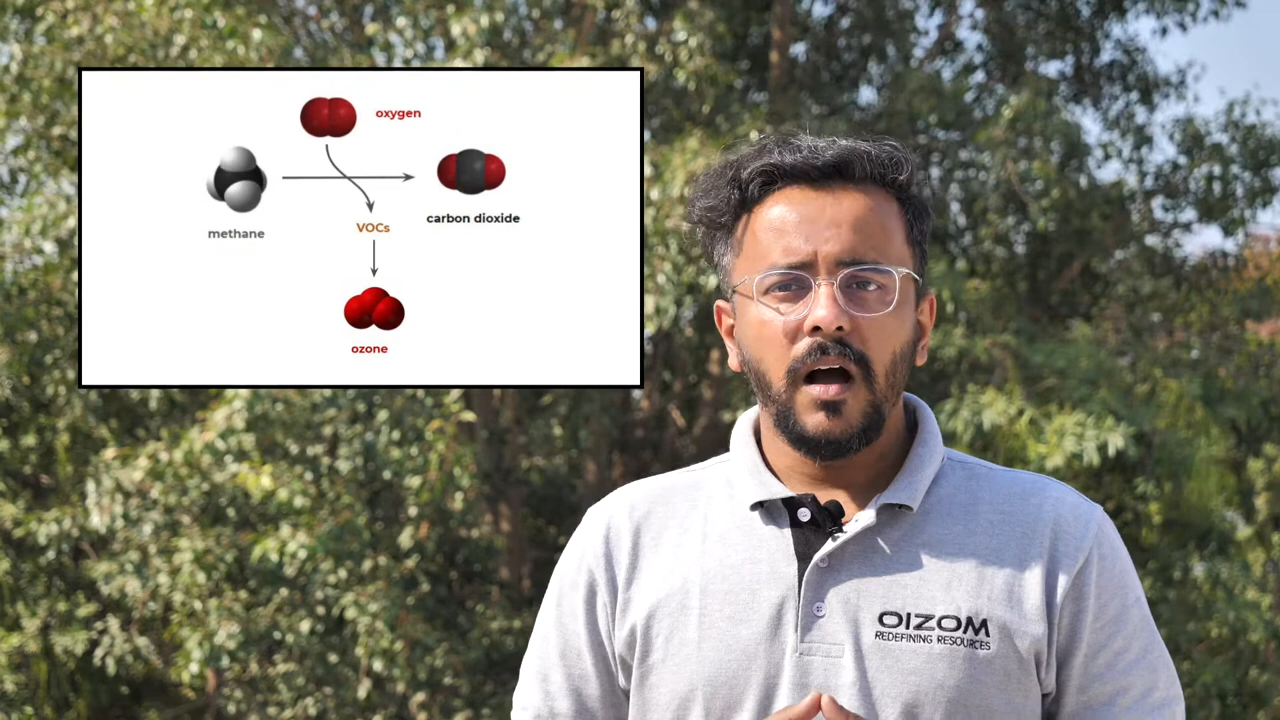 oxygen
methane
carbon dioxide
VOCs
ozone
OIZOM
REDEFINING RESOURCES